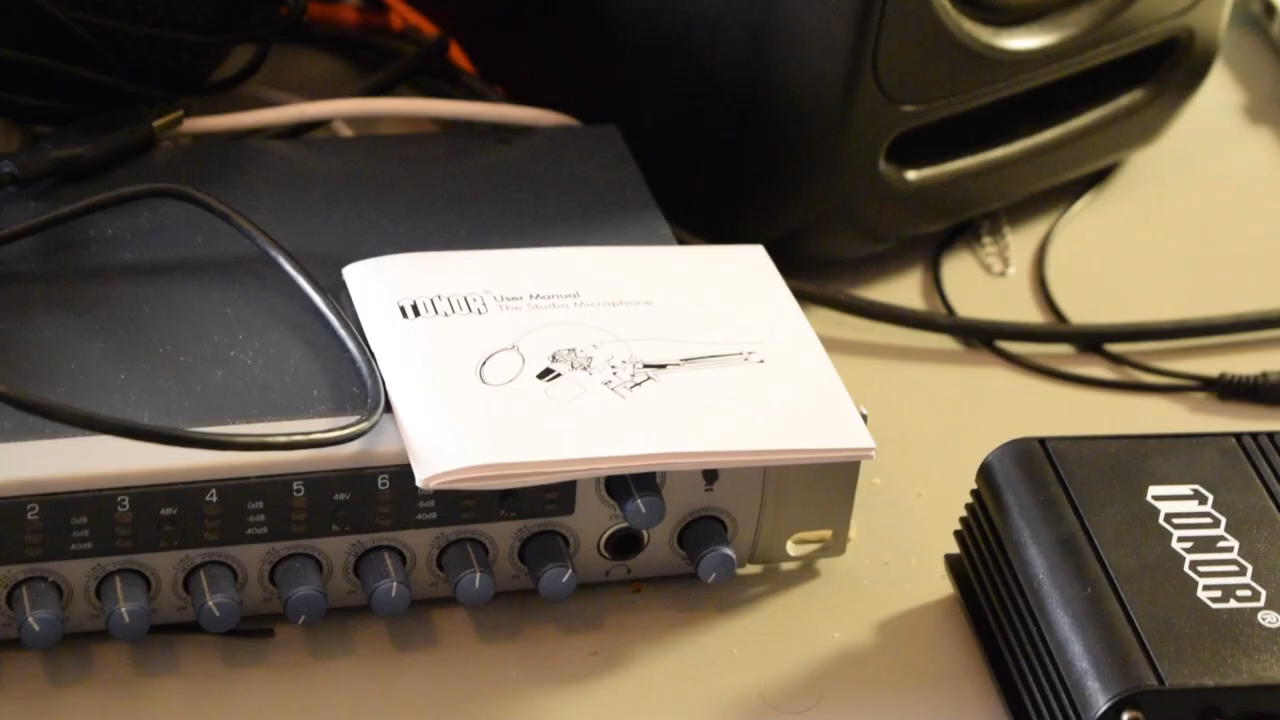 TONOR User Manual
The Studio Microphone
2 3 4 5 6
48V 48V
0dB 0dB 0dB
-6dB -6dB -6dB
-40dB -40dB -40dB
TONOR®